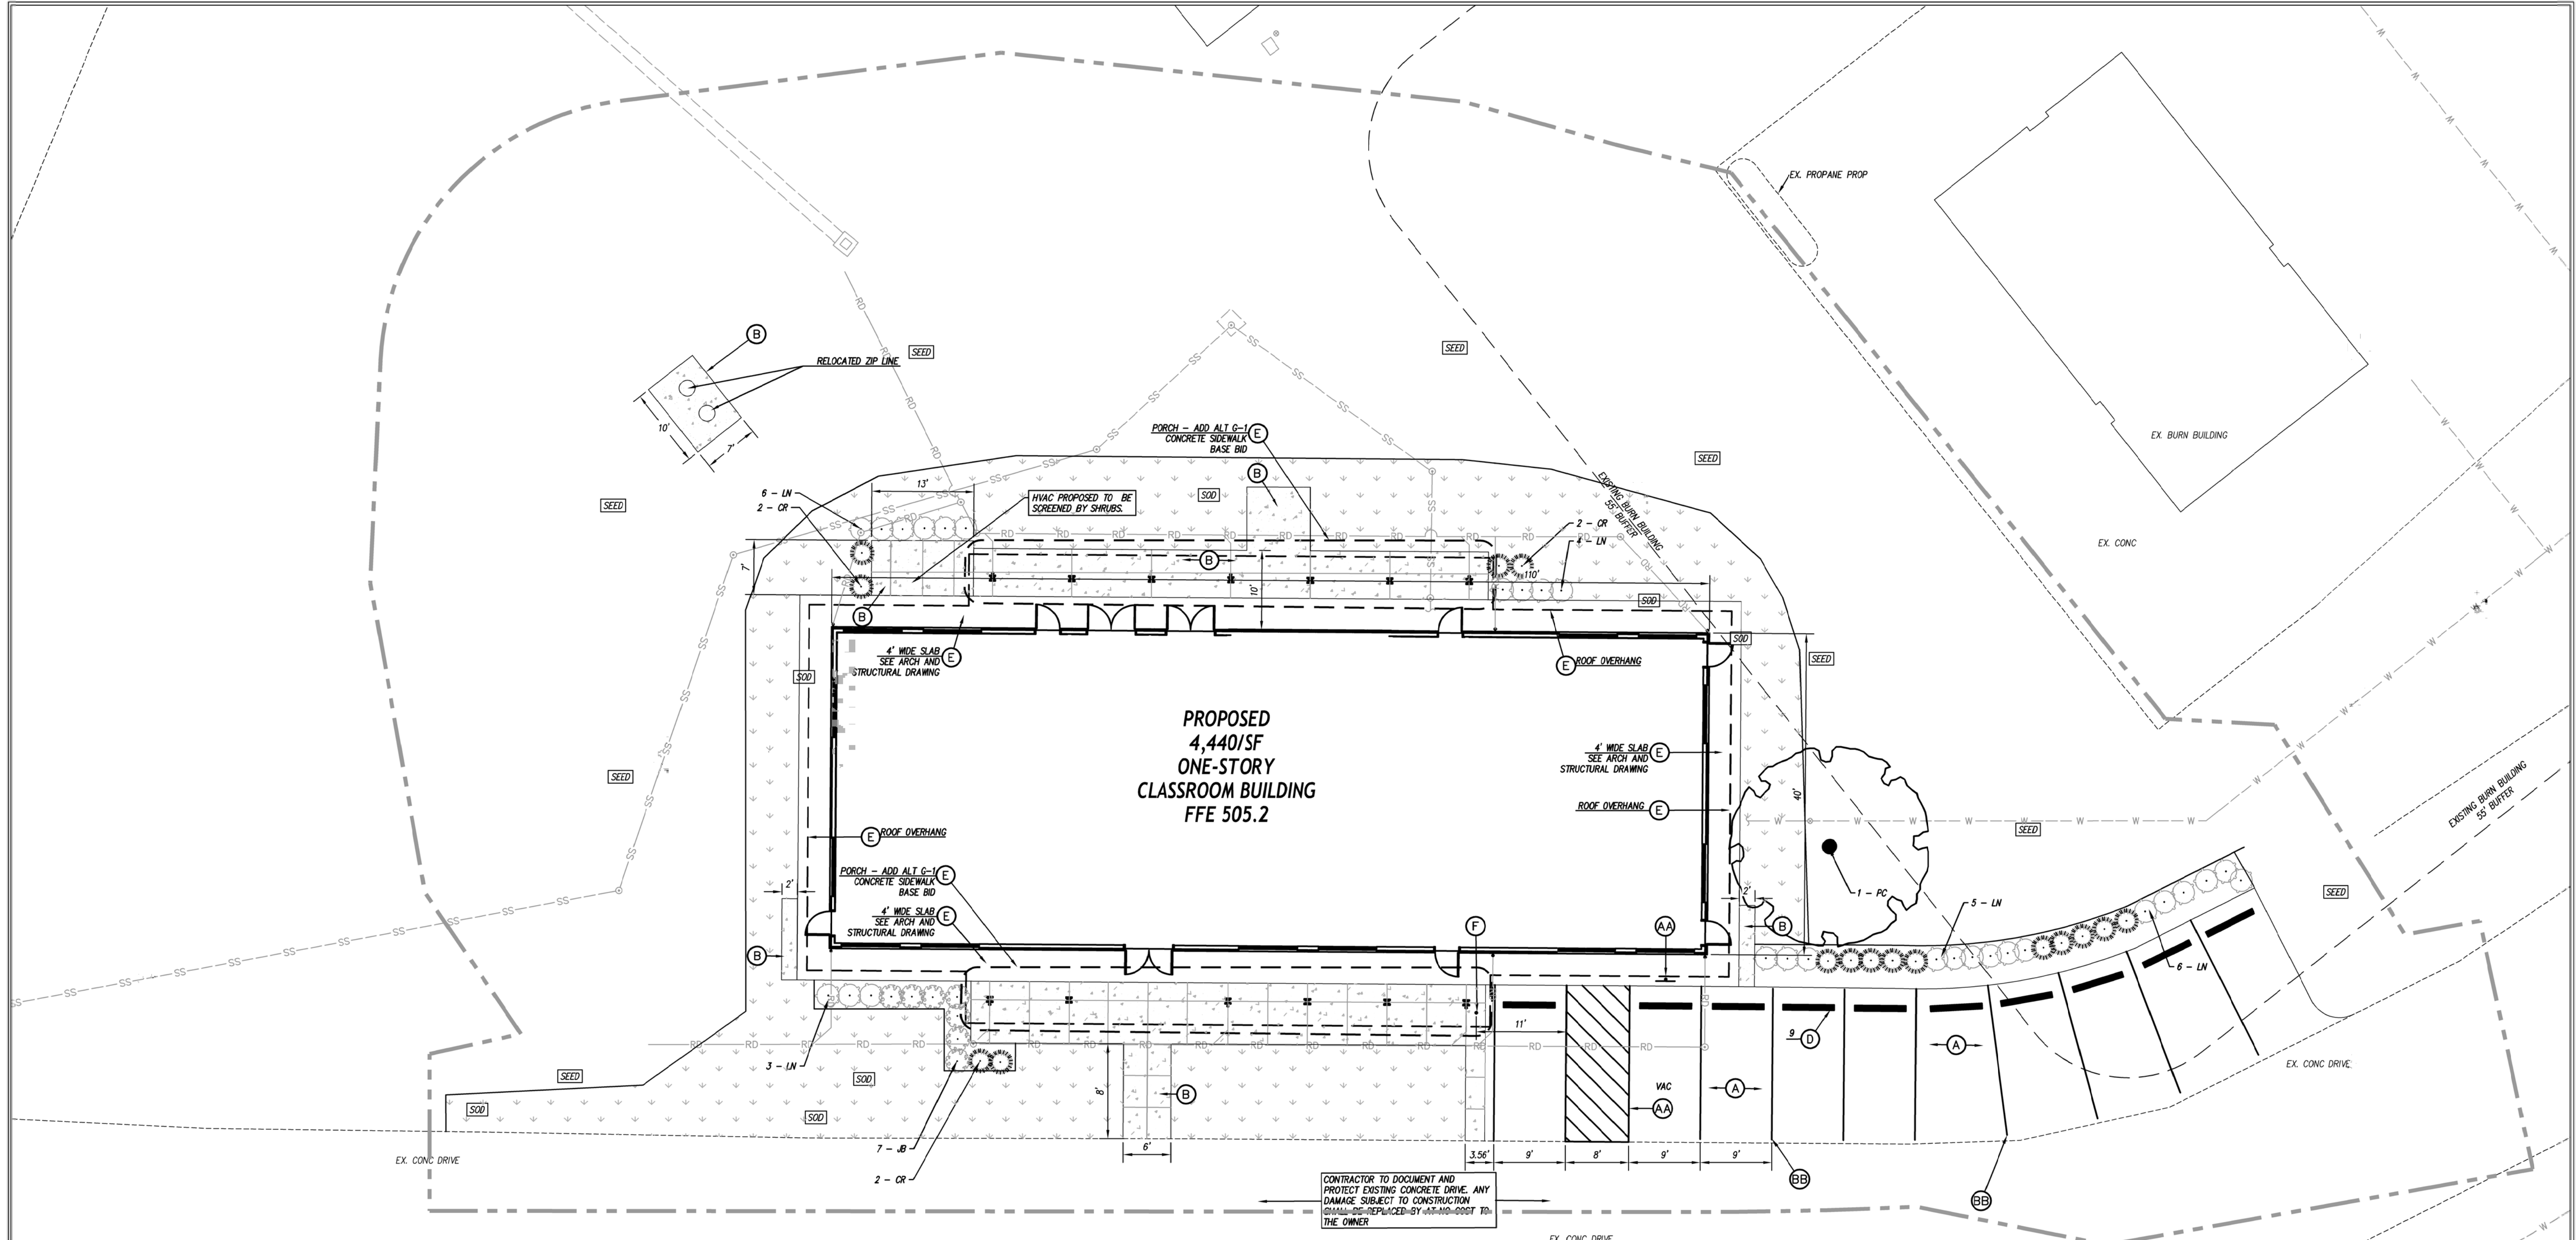 EX. PROPANE PROP
B
RELOCATED ZIP LINE
SEED
SEED
10'
7'
SEED
EX. BURN BUILDING
EX. CONC
PORCH - ADD ALT G-1
CONCRETE SIDEWALK
BASE BID
E
B
SEED
EXISTING BURN BUILDING
55' BUFFER
6 - LN
2 - CR
13'
HVAC PROPOSED TO BE
SCREENED BY SHRUBS.
SOD
2 - CR
4 - LN
SEED
7'
B
10'
110'
B
SOD
SOD
4' WIDE SLAB
SEE ARCH AND
STRUCTURAL DRAWING
E
E
ROOF OVERHANG
SEED
SOD
PROPOSED
4,440/SF
ONE-STORY
CLASSROOM BUILDING
FFE 505.2
4' WIDE SLAB
SEE ARCH AND
STRUCTURAL DRAWING
E
ROOF OVERHANG
E
40'
SEED
E
ROOF OVERHANG
SEED
EXISTING BURN BUILDING
55' BUFFER
PORCH - ADD ALT G-1
CONCRETE SIDEWALK
BASE BID
E
2'
4' WIDE SLAB
SEE ARCH AND
STRUCTURAL DRAWING
E
1 - PC
2'
5 - LN
SEED
F
AA
B
B
6 - LN
11'
9
D
A
3 - LN
SEED
SOD
SOD
SOD
8'
B
VAC
AA
A
EX. CONC DRIVE
7 - JB
2 - CR
6'
3.56'
9'
8'
9'
9'
BB
BB
EX. CONC DRIVE
CONTRACTOR TO DOCUMENT AND
PROTECT EXISTING CONCRETE DRIVE. ANY
DAMAGE SUBJECT TO CONSTRUCTION
SHALL BE REPLACED BY AT NO COST TO
THE OWNER
EX. CONC DRIVE
SS
RD
W